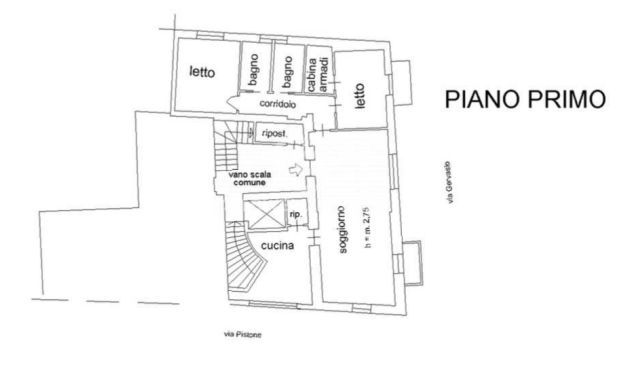 letto
bagno
bagno
cabina
armadi
letto
PIANO PRIMO
corridoio
ripost.
vano scala
comune
via Gervasio
rip.
soggiorno
h = m. 2,75
cucina
via Pistone